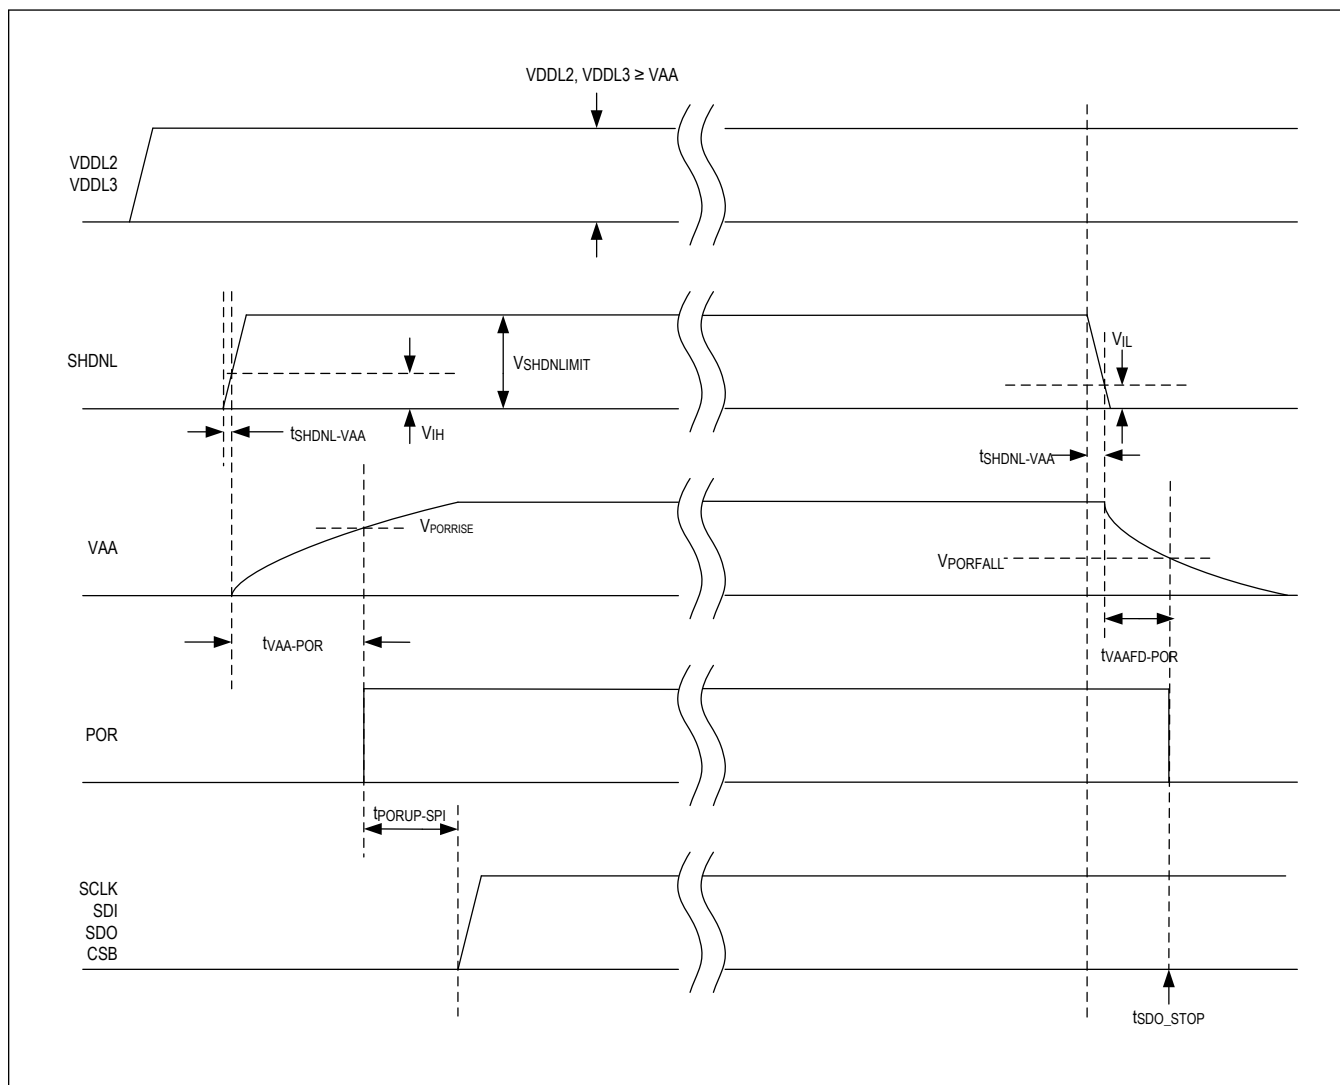 VDDL2, VDDL3 ≥ VAA
VDDL2
VDDL3
SHDNL
VSHDNLIMIT
VIL
tSHDNL-VAA
VIH
tSHDNL-VAA
VAA
VPORRISE
VPORFALL
tVAA-POR
tVAAFD-POR
POR
tPORUP-SPI
SCLK
SDI
SDO
CSB
tSDO_STOP